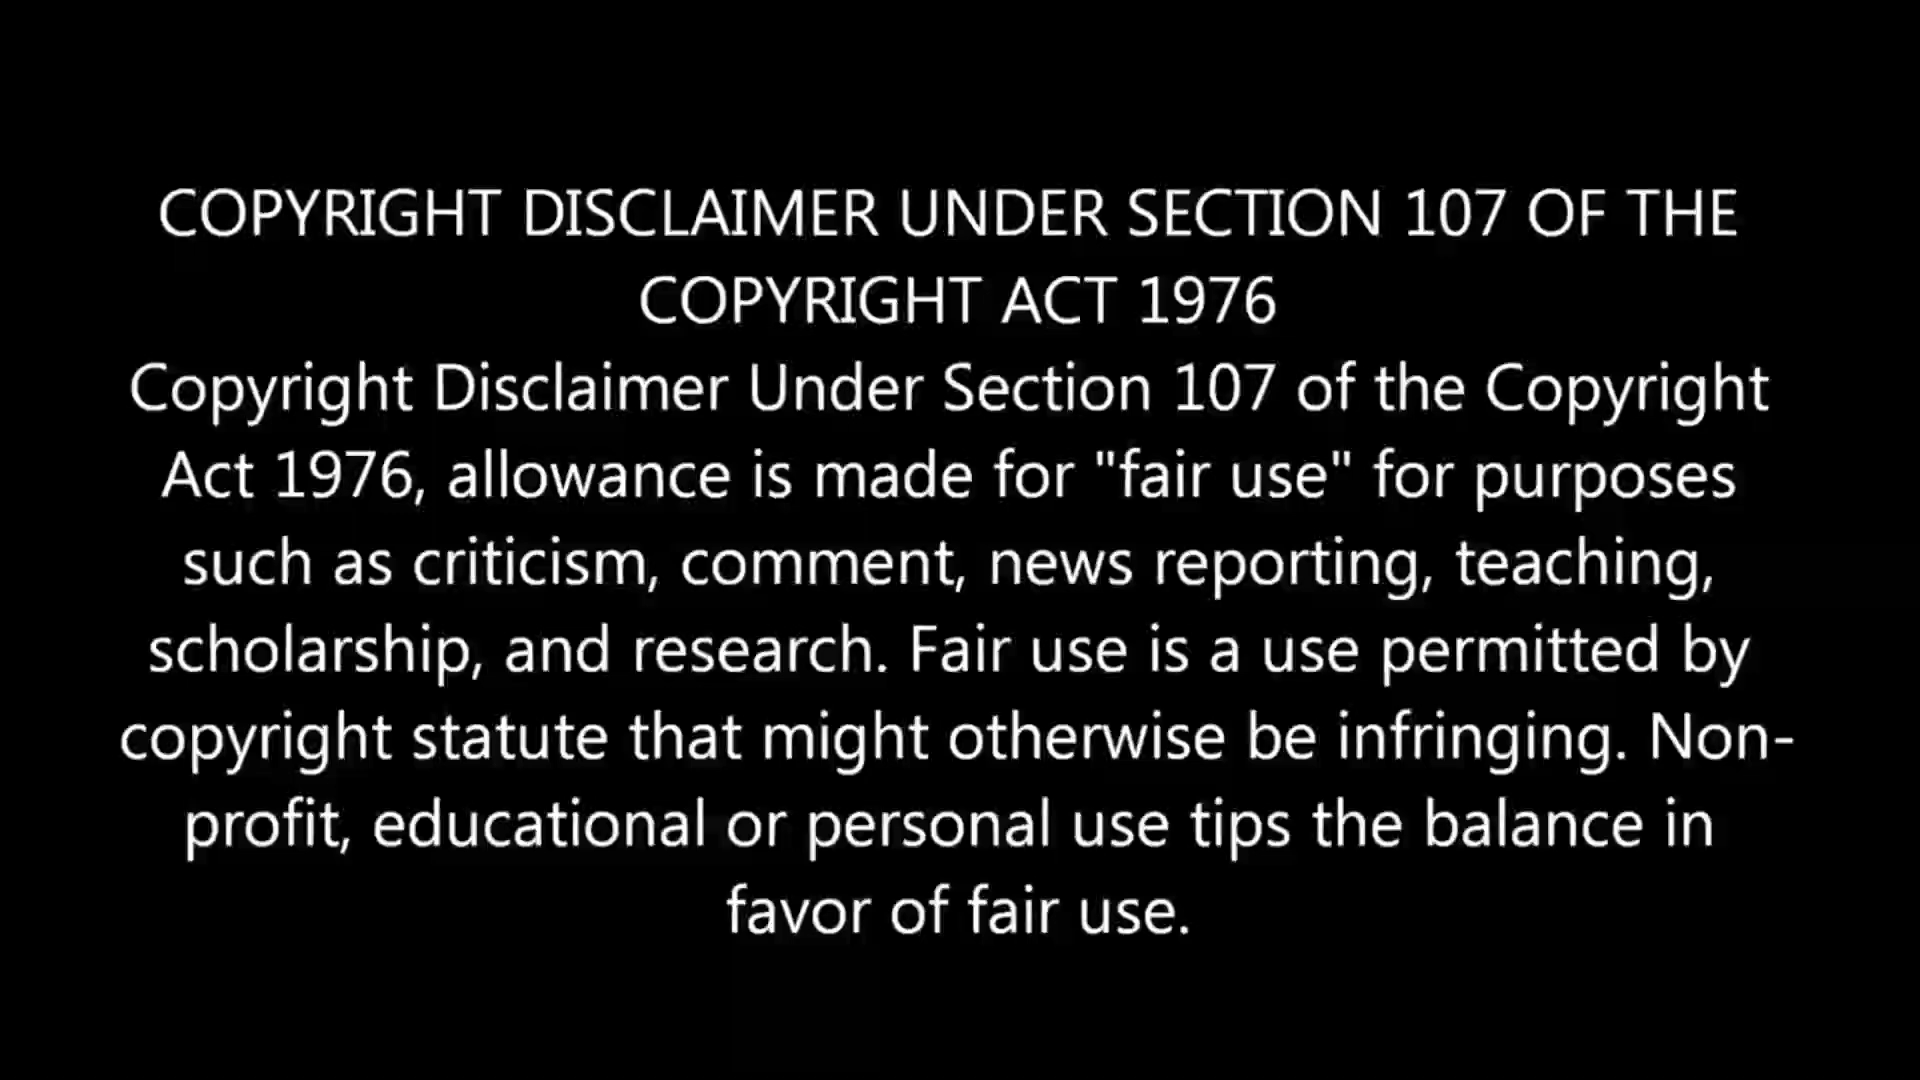 COPYRIGHT DISCLAIMER UNDER SECTION 107 OF THE
COPYRIGHT ACT 1976
Copyright Disclaimer Under Section 107 of the Copyright
Act 1976, allowance is made for "fair use" for purposes
such as criticism, comment, news reporting, teaching,
scholarship, and research. Fair use is a use permitted by
copyright statute that might otherwise be infringing. Non-
profit, educational or personal use tips the balance in
favor of fair use.